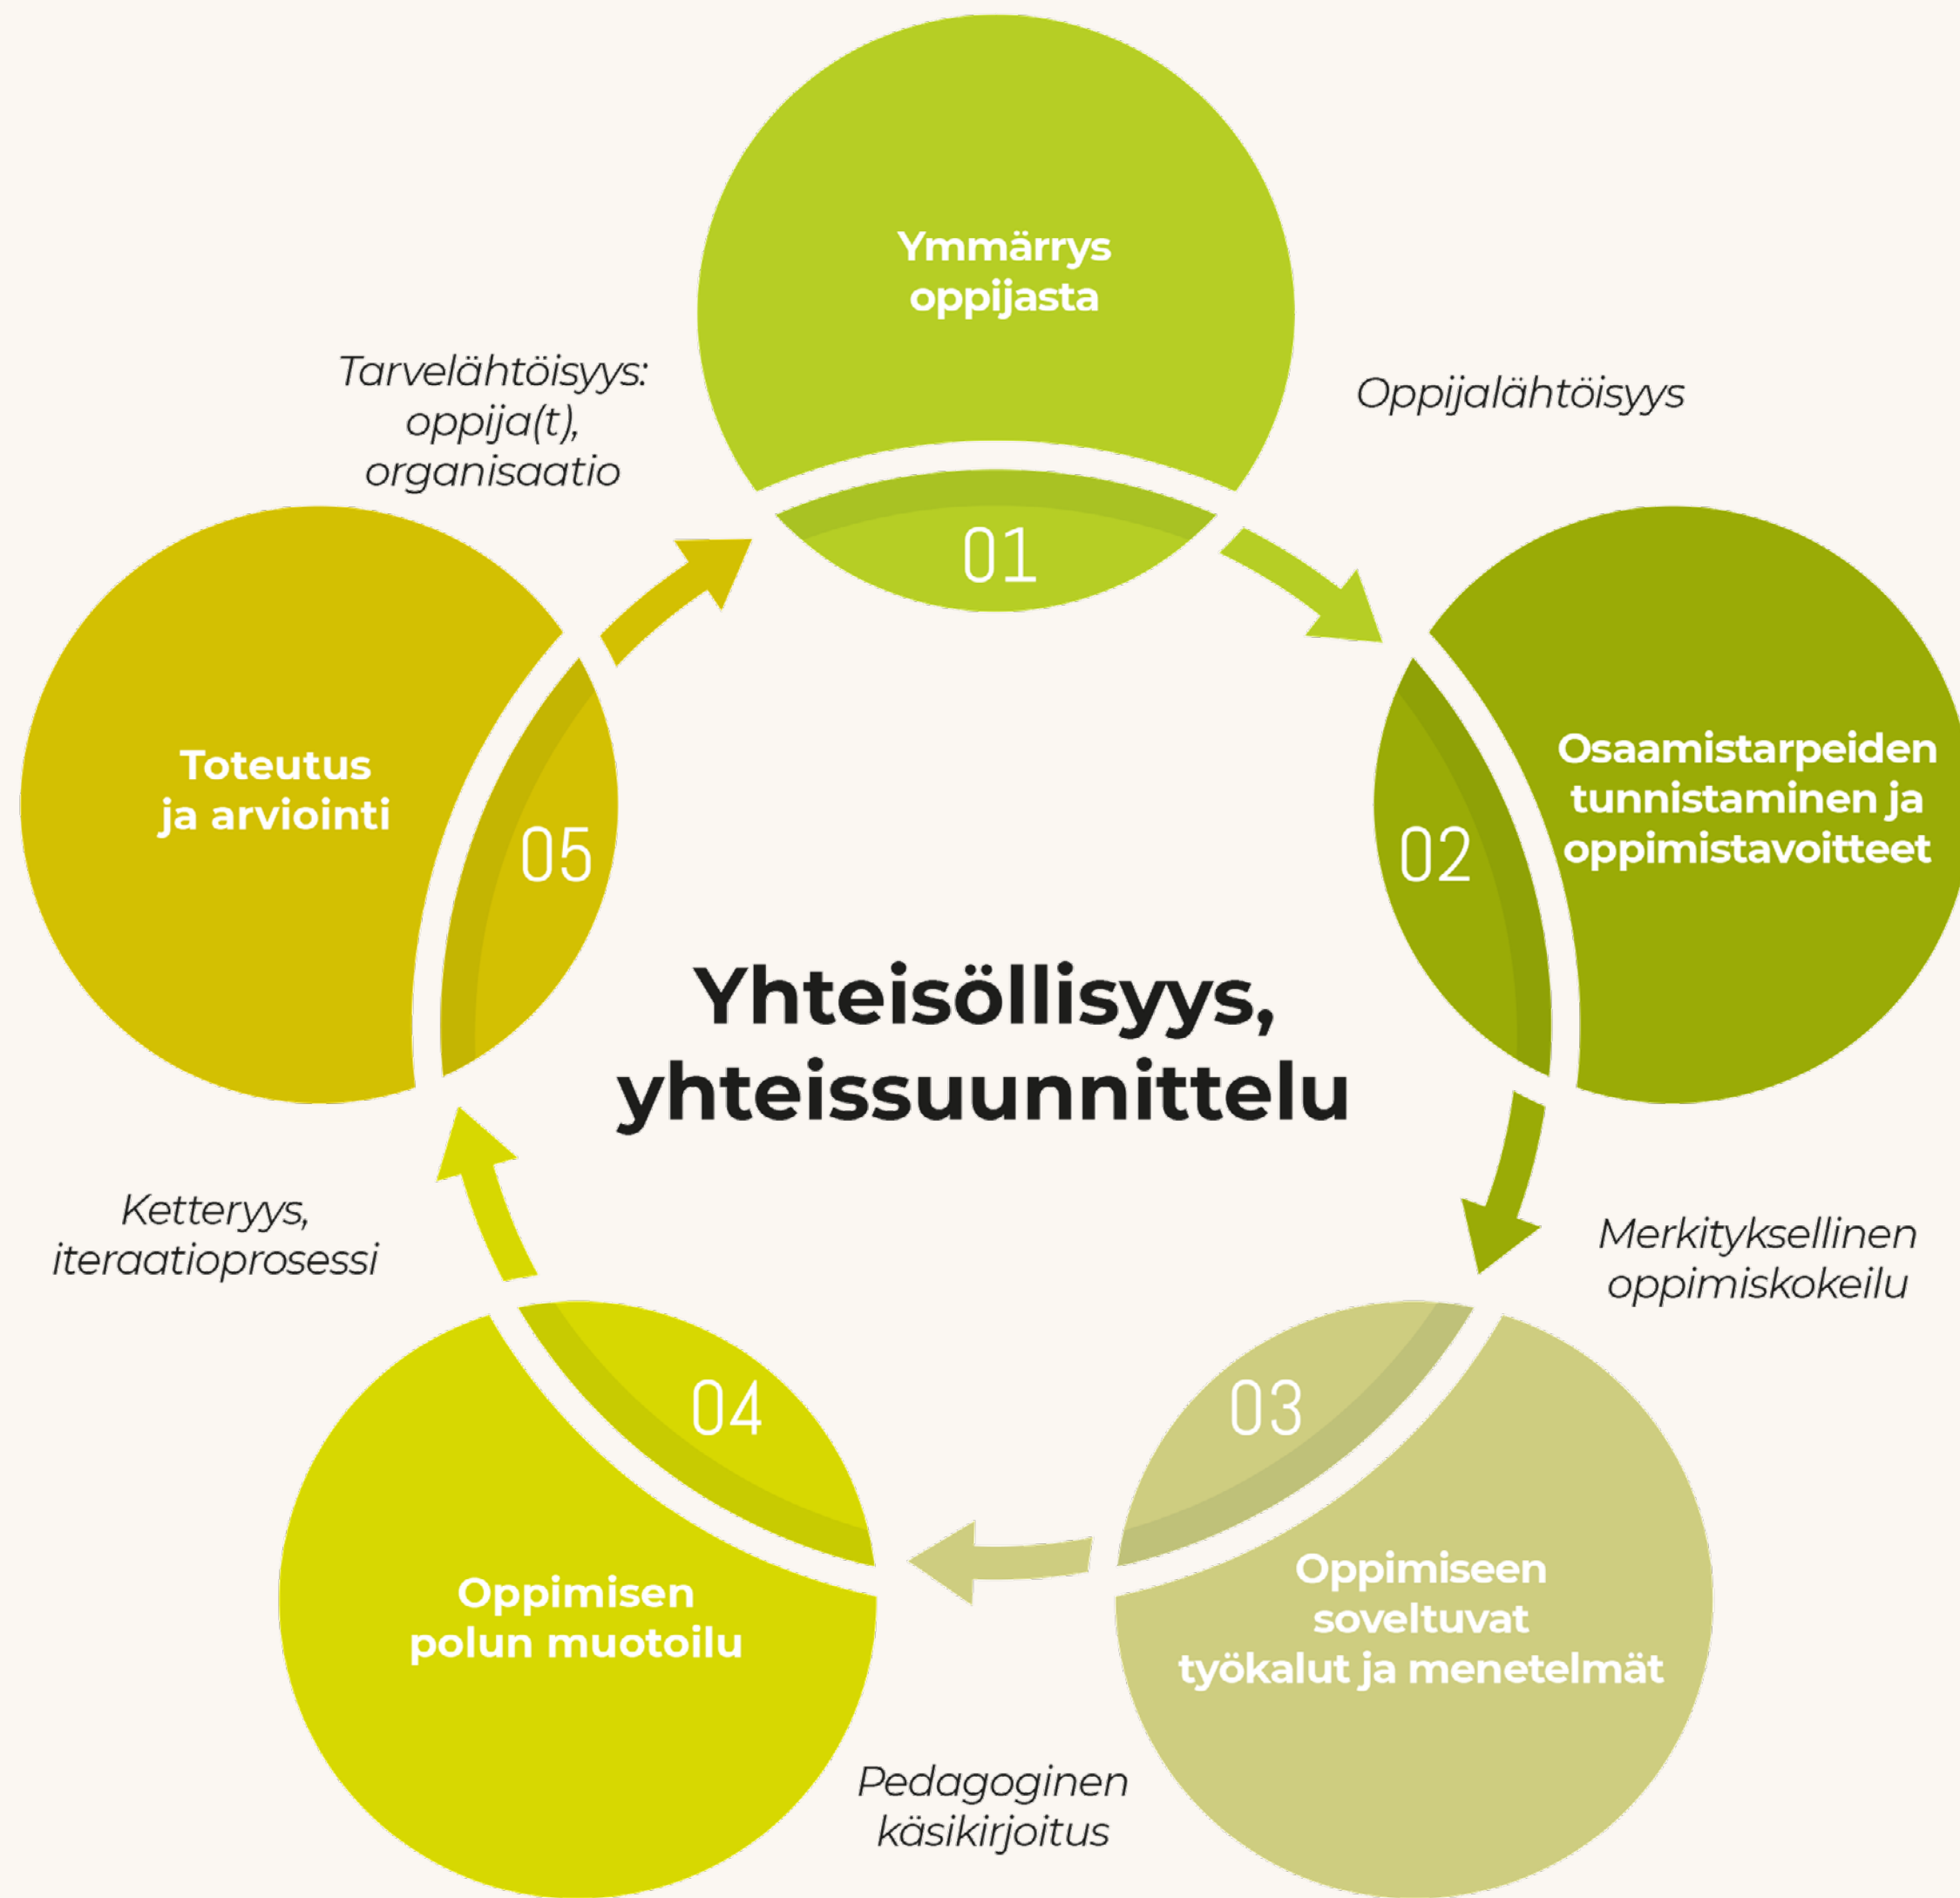 Ymmärrys
oppijasta
01
Oppijalähtöisyys
Osaamistarpeiden
tunnistaminen ja
oppimistavoitteet
02
Merkityksellinen
oppimiskokeilu
03
Oppimiseen
soveltuvat
työkalut ja menetelmät
Pedagoginen
käsikirjoitus
04
Oppimisen
polun muotoilu
Ketteryys,
iteraatioprosessi
Toteutus
ja arviointi
05
Tarvelähtöisyys:
oppija(t),
organisaatio
Yhteisöllisyys,
yhteissuunnittelu